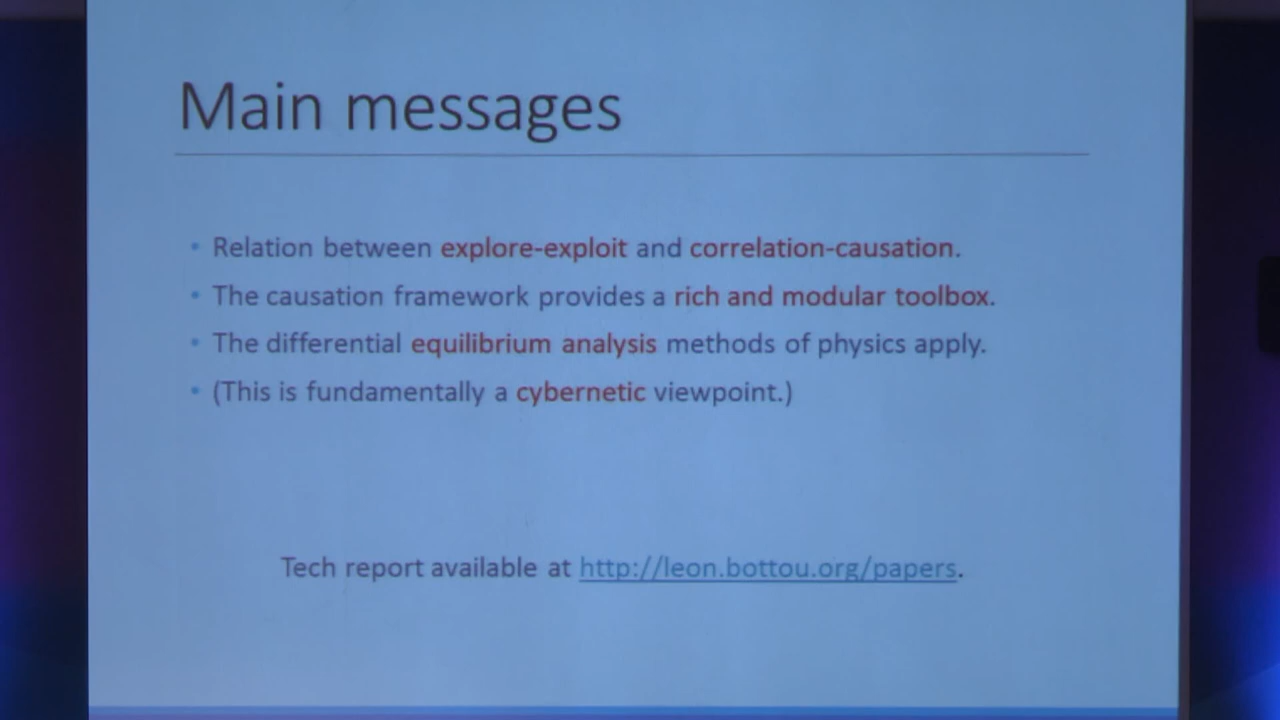 Main messages
• Relation between explore-exploit and correlation-causation.
• The causation framework provides a rich and modular toolbox.
• The differential equilibrium analysis methods of physics apply.
• (This is fundamentally a cybernetic viewpoint.)
Tech report available at http://leon.bottou.org/papers.